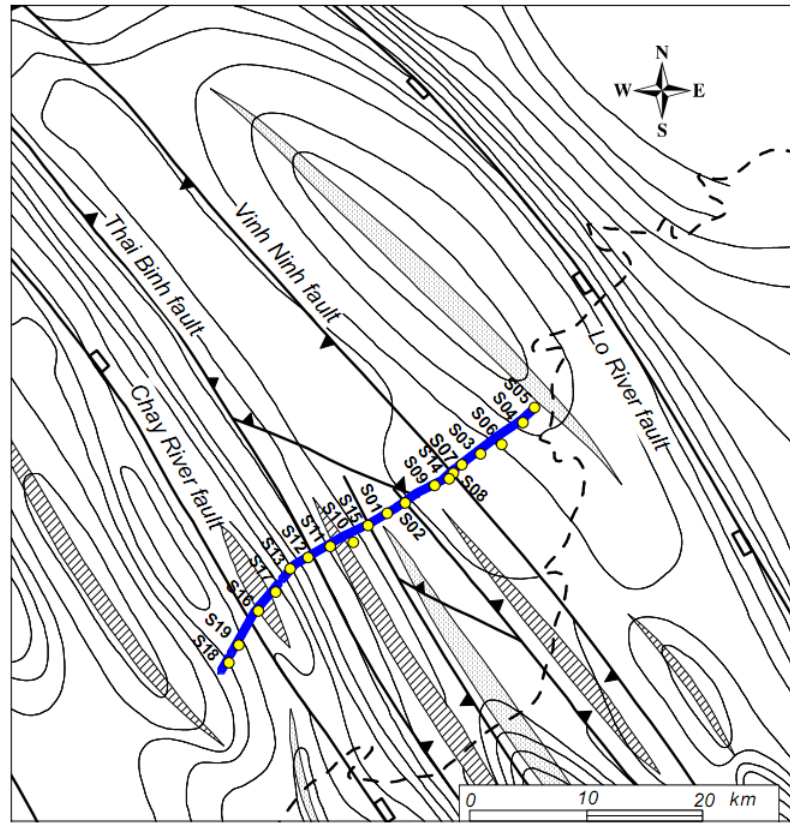 N
W E
S
Thai Binh fault
Vinh Ninh fault
Lo River fault
Chay River fault
S05
S04
S06
S03
S07
S14
S09
S08
S02
S01
S15
S10
S11
S12
S13
S17
S16
S19
S18
0 10 20 km